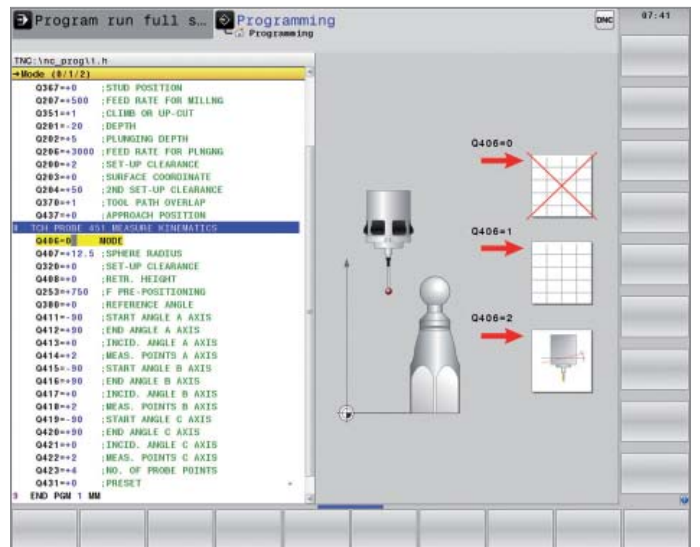 Program run full s...
Programming
Programming
DNC
07:41
TNC:\nc_prog\1.h
→Mode (0/1/2)
Q367=+0 ;STUD POSITION
Q207=+500 ;FEED RATE FOR MILLNG
Q351=+1 ;CLIMB OR UP-CUT
Q201=-20 ;DEPTH
Q202=+5 ;PLUNGING DEPTH
Q206=+3000 ;FEED RATE FOR PLNGNG
Q200=+2 ;SET-UP CLEARANCE
Q203=+0 ;SURFACE COORDINATE
Q204=+50 ;2ND SET-UP CLEARANCE
Q370=+1 ;TOOL PATH OVERLAP
Q437=+0 ;APPROACH POSITION
8 TCH PROBE 451 MEASURE KINEMATICS
Q406=0 MODE
Q407=+12.5 ;SPHERE RADIUS
Q320=+0 ;SET-UP CLEARANCE
Q408=+0 ;RETR. HEIGHT
Q253=+750 ;F PRE-POSITIONING
Q380=+0 ;REFERENCE ANGLE
Q411=-90 ;START ANGLE A AXIS
Q412=+90 ;END ANGLE A AXIS
Q413=+0 ;INCID. ANGLE A AXIS
Q414=+2 ;MEAS. POINTS A AXIS
Q415=-90 ;START ANGLE B AXIS
Q416=+90 ;END ANGLE B AXIS
Q417=+0 ;INCID. ANGLE B AXIS
Q418=+2 ;MEAS. POINTS B AXIS
Q419=-90 ;START ANGLE C AXIS
Q420=+90 ;END ANGLE C AXIS
Q421=+0 ;INCID. ANGLE C AXIS
Q422=+2 ;MEAS. POINTS C AXIS
Q423=+4 ;NO. OF PROBE POINTS
Q431=+0 ;PRESET
9 END PGM 1 MM
Q406=0
Q406=1
Q406=2